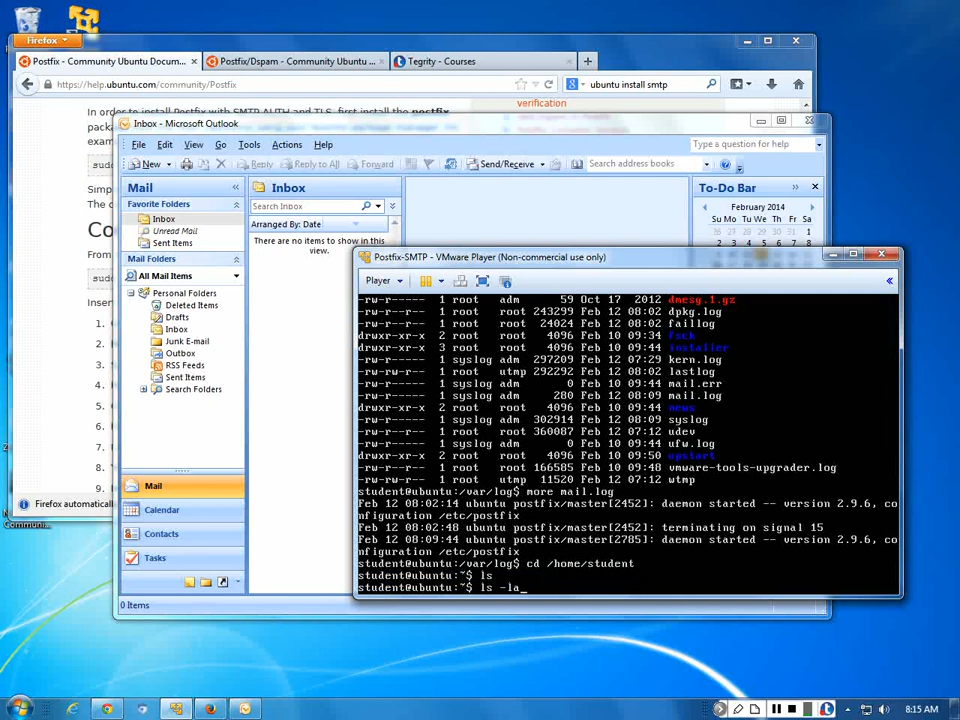 Firefox
Postfix - Community Ubuntu Docum...
Postfix/Dspam - Community Ubuntu ...
Tegrity - Courses
https://help.ubuntu.com/community/Postfix
ubuntu install smtp
In order to install Postfix with SMTP-AUTH and TLS, first install the postfix
verification
Inbox - Microsoft Outlook
File Edit View Go Tools Actions Help
Type a question for help
New
Reply
Reply to All
Forward
Send/Receive
Search address books
Mail
Favorite Folders
Inbox
Unread Mail
Sent Items
Mail Folders
All Mail Items
Personal Folders
Deleted Items
Drafts
Inbox
Junk E-mail
Outbox
RSS Feeds
Sent Items
Search Folders
Mail
Calendar
Contacts
Tasks
0 Items
Inbox
Search Inbox
Arranged By: Date
There are no items to show in this
view.
To-Do Bar
February 2014
Su Mo Tu We Th Fr Sa
26 27 28 29 30 31 1
2 3 4 5 6 7 8
Firefox automatically
Postfix-SMTP - VMware Player (Non-commercial use only)
Player
-rw-r----- 1 root adm 59 Oct 17 2012 dmesg.1.gz
-rw-r----- 1 root root 243299 Feb 12 08:02 dpkg.log
-rw-r----- 1 root root 24024 Feb 12 08:02 faillog
drwxr-xr-x 2 root root 4096 Feb 10 09:34 fsck
drwxr-xr-x 3 root root 4096 Feb 10 09:44 installer
-rw-r----- 1 syslog adm 297209 Feb 12 07:29 kern.log
-rw-r----- 1 root utmp 292292 Feb 12 08:02 lastlog
-rw-r----- 1 syslog adm 0 Feb 10 09:44 mail.err
-rw-r----- 1 syslog adm 280 Feb 12 08:09 mail.log
drwxr-xr-x 2 root root 4096 Feb 10 09:44 news
-rw-r----- 1 syslog adm 302914 Feb 12 08:09 syslog
-rw-r----- 1 root root 360087 Feb 12 07:12 udev
-rw-r----- 1 syslog adm 0 Feb 10 09:44 ufw.log
drwxr-xr-x 2 root root 4096 Feb 10 09:50 upstart
-rw-r----- 1 root root 166585 Feb 10 09:48 vmware-tools-upgrader.log
-rw-r----- 1 root utmp 11520 Feb 12 07:12 wtmp
student@ubuntu:/var/log$ more mail.log
Feb 12 08:02:14 ubuntu postfix/master[2452]: daemon started -- version 2.9.6, co
nfiguration /etc/postfix
Feb 12 08:02:48 ubuntu postfix/master[2452]: terminating on signal 15
Feb 12 08:09:44 ubuntu postfix/master[2785]: daemon started -- version 2.9.6, co
nfiguration /etc/postfix
student@ubuntu:/var/log$ cd /home/student
student@ubuntu:~$ ls
student@ubuntu:~$ ls -la_
8:15 AM